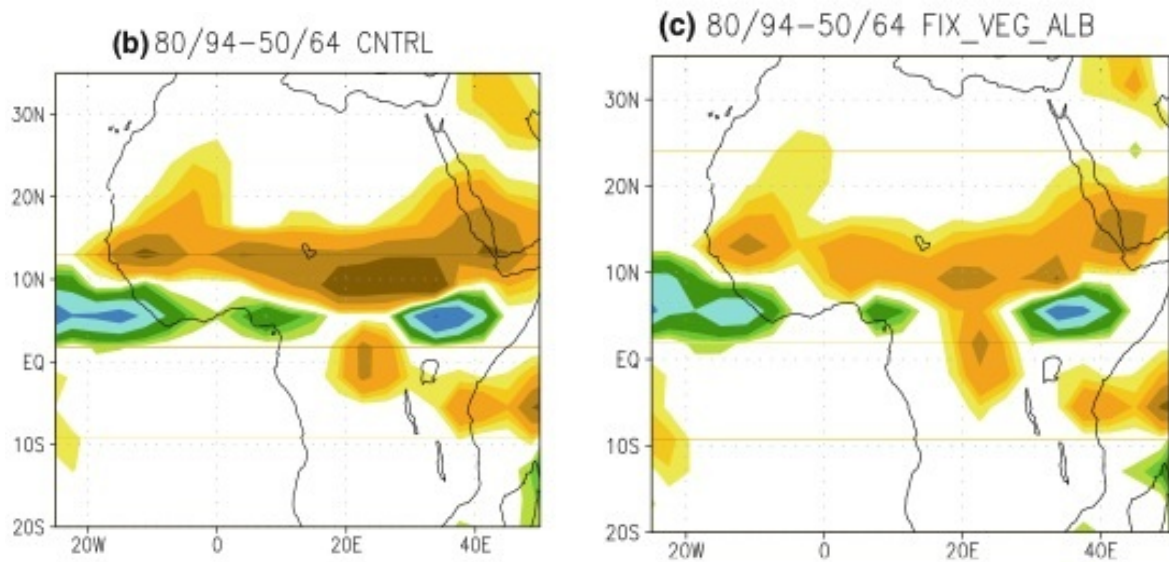 (b) 80/94-50/64 CNTRL
30N
20N
10N
EQ
10S
20S
20W 0 20E 40E
(c) 80/94-50/64 FIX_VEG_ALB
30N
20N
10N
EQ
10S
20S
20W 0 20E 40E